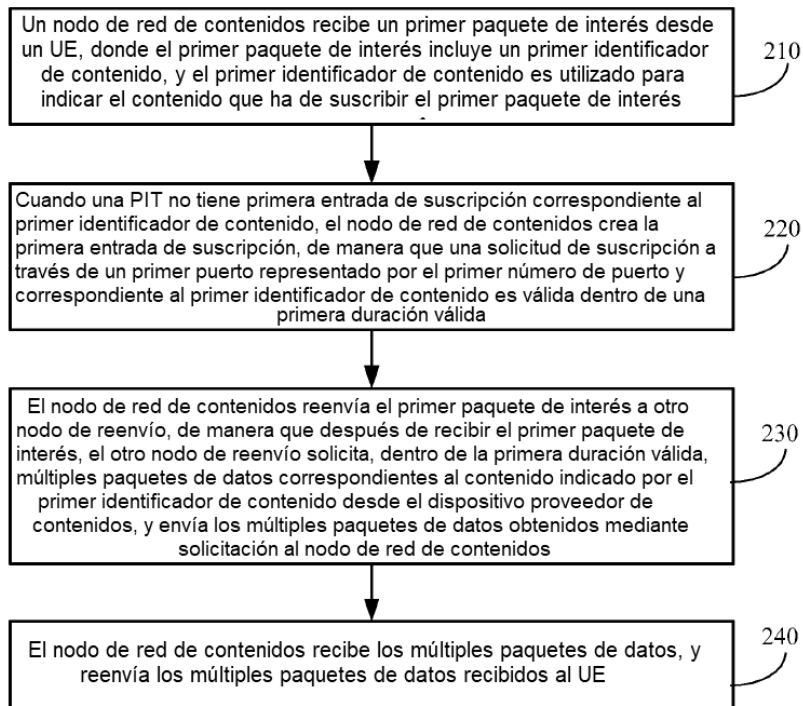 Un nodo de red de contenidos recibe un primer paquete de interés desde
un UE, donde el primer paquete de interés incluye un primer identificador
de contenido, y el primer identificador de contenido es utilizado para
indicar el contenido que ha de suscribir el primer paquete de interés
210
Cuando una PIT no tiene primera entrada de suscripción correspondiente al
primer identificador de contenido, el nodo de red de contenidos crea la
primera entrada de suscripción, de manera que una solicitud de suscripción a
través de un primer puerto representado por el primer número de puerto y
correspondiente al primer identificador de contenido es válida dentro de una
primera duración válida
220
El nodo de red de contenidos reenvía el primer paquete de interés a otro
nodo de reenvío, de manera que después de recibir el primer paquete de
interés, el otro nodo de reenvío solicita, dentro de la primera duración válida,
múltiples paquetes de datos correspondientes al contenido indicado por el
primer identificador de contenido desde el dispositivo proveedor de
contenidos, y envía los múltiples paquetes de datos obtenidos mediante
solicitación al nodo de red de contenidos
230
El nodo de red de contenidos recibe los múltiples paquetes de datos, y
reenvía los múltiples paquetes de datos recibidos al UE
240